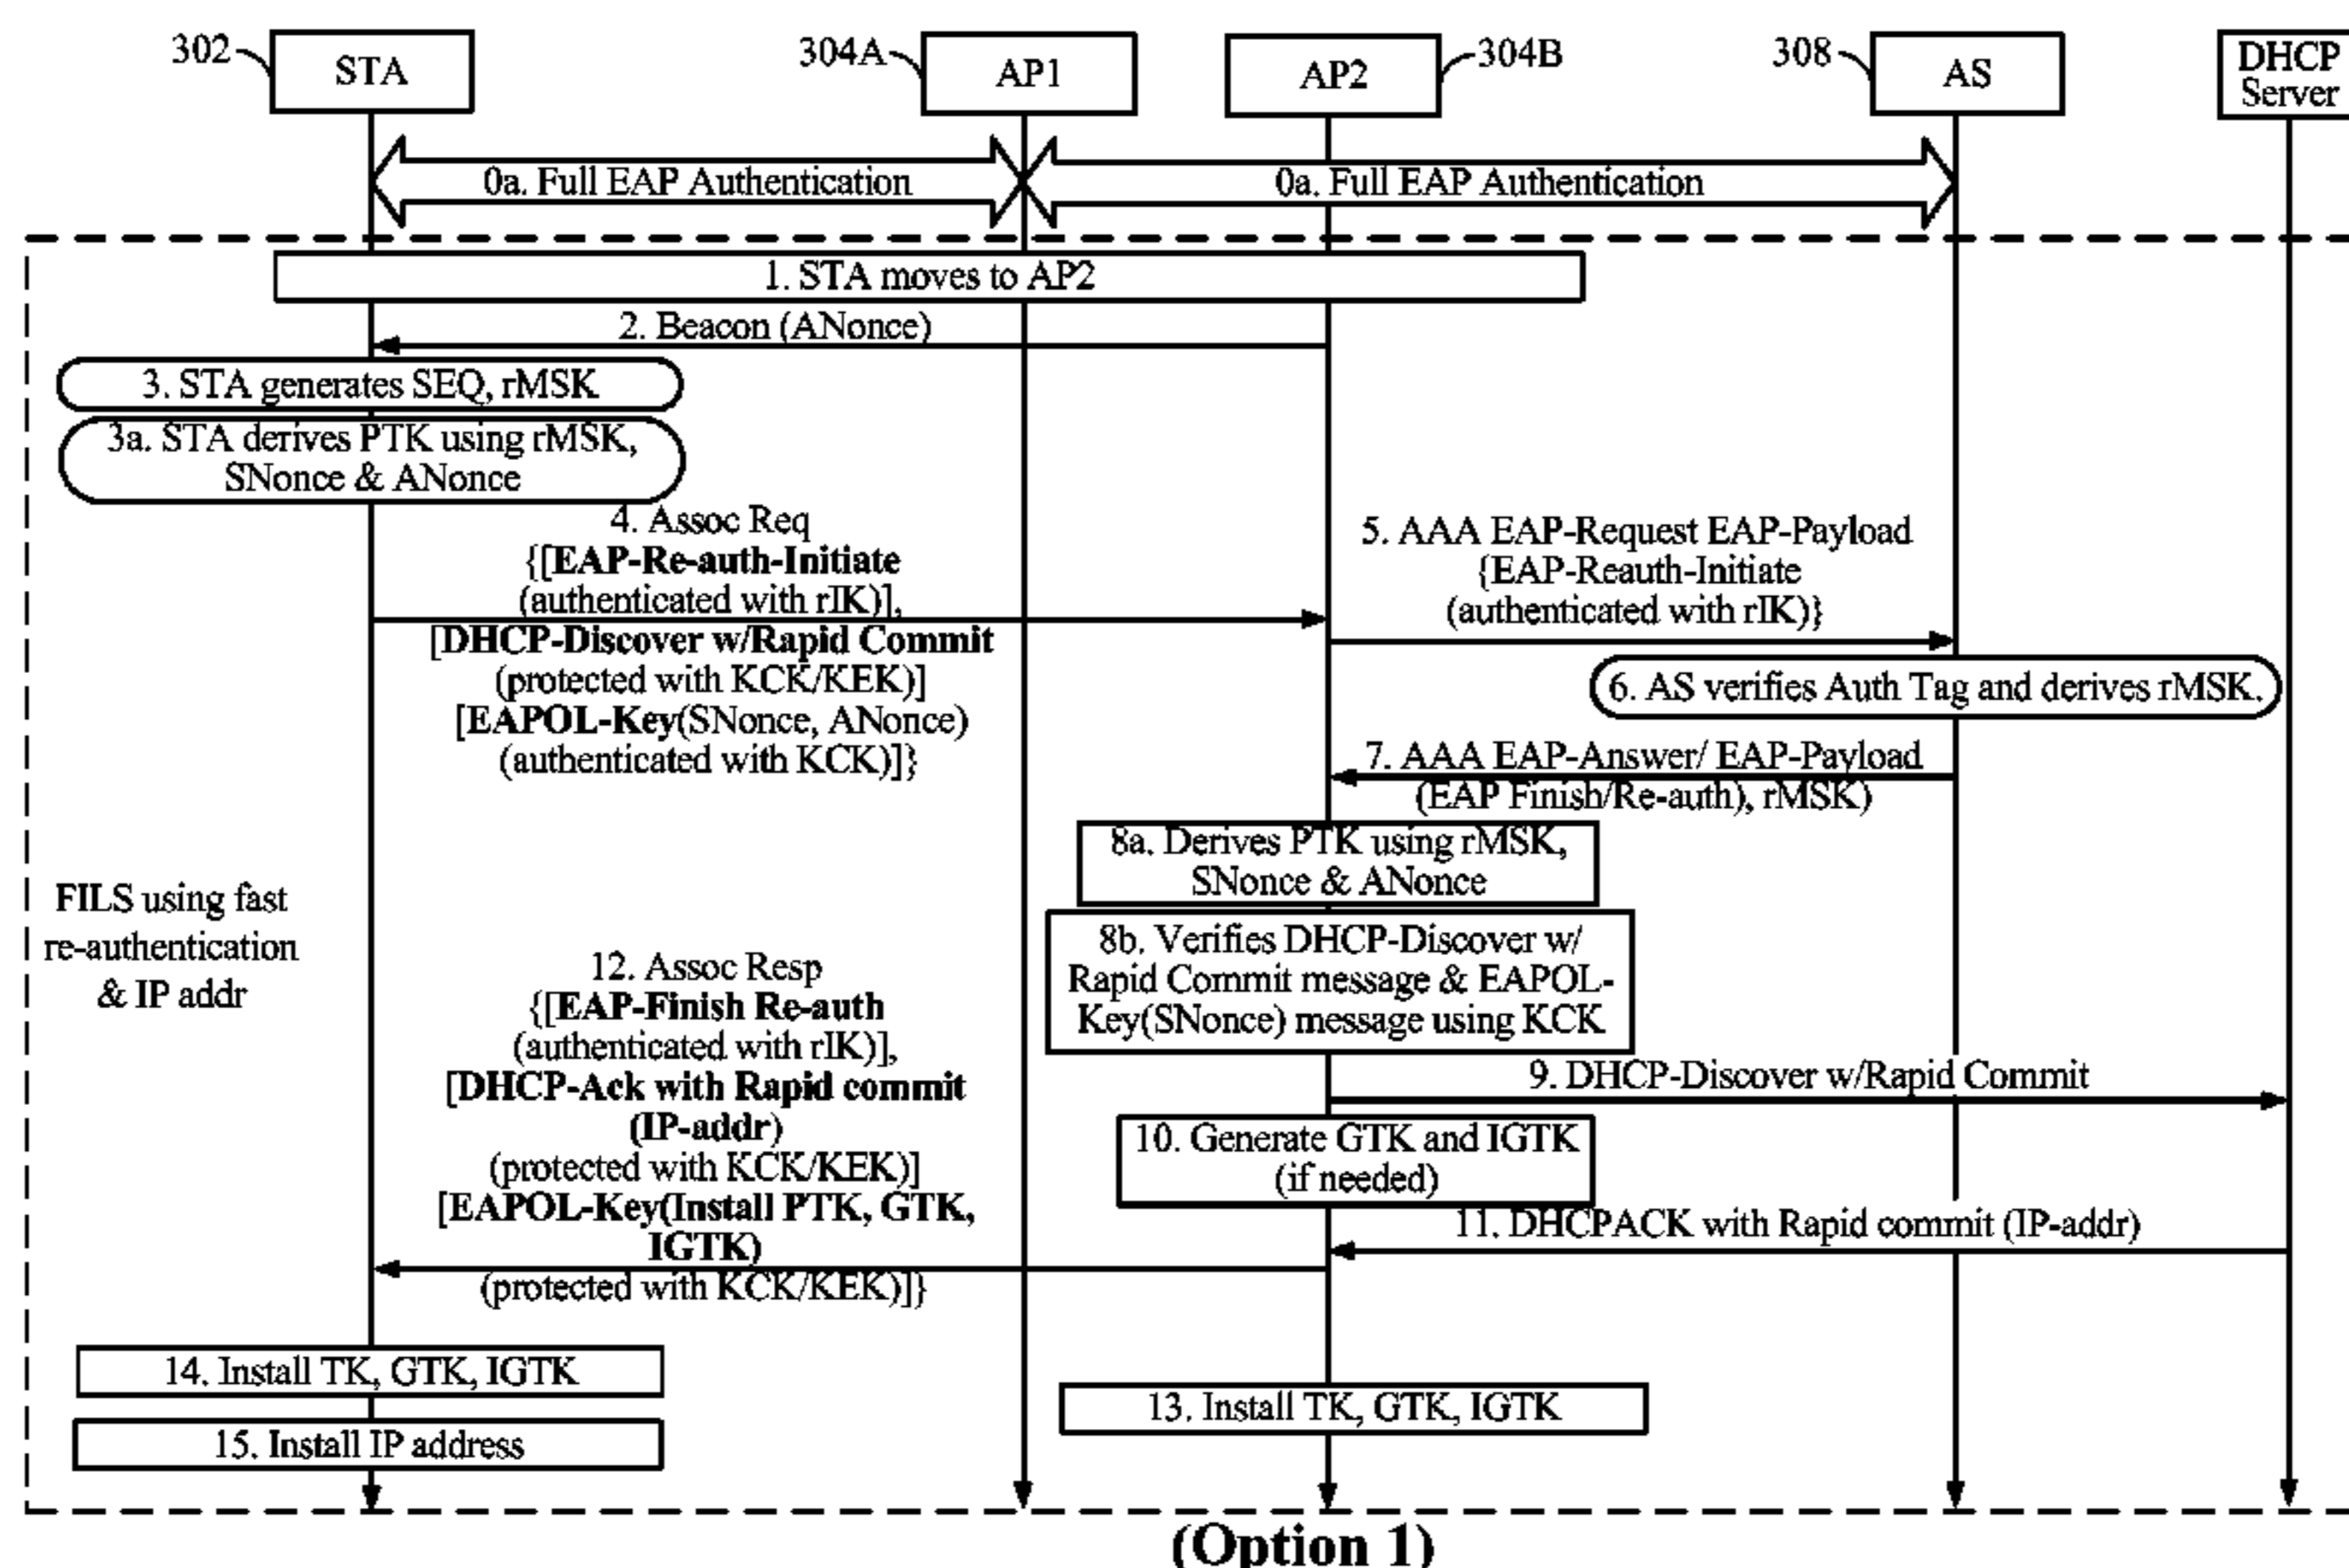 302
STA
304A
AP1
AP2
304B
308
AS
DHCP
Server
0a. Full EAP Authentication
0a. Full EAP Authentication
1. STA moves to AP2
2. Beacon (ANonce)
3. STA generates SEQ, rMSK
3a. STA derives PTK using rMSK,
SNonce & ANonce
4. Assoc Req
{[EAP-Re-auth-Initiate
(authenticated with rIK)],
[DHCP-Discover w/Rapid Commit
(protected with KCK/KEK)]
[EAPOL-Key(SNonce, ANonce)
(authenticated with KCK)]}
5. AAA EAP-Request EAP-Payload
{EAP-Reauth-Initiate
(authenticated with rIK)}
6. AS verifies Auth Tag and derives rMSK.
7. AAA EAP-Answer/ EAP-Payload
(EAP Finish/Re-auth), rMSK)
8a. Derives PTK using rMSK,
SNonce & ANonce
8b. Verifies DHCP-Discover w/
Rapid Commit message & EAPOL-
Key(SNonce) message using KCK
FILS using fast
re-authentication
& IP addr
9. DHCP-Discover w/Rapid Commit
10. Generate GTK and IGTK
(if needed)
11. DHCPACK with Rapid commit (IP-addr)
12. Assoc Resp
{[EAP-Finish Re-auth
(authenticated with rIK)],
[DHCP-Ack with Rapid commit
(IP-addr)
(protected with KCK/KEK)]
[EAPOL-Key(Install PTK, GTK,
IGTK)
(protected with KCK/KEK)]}
14. Install TK, GTK, IGTK
13. Install TK, GTK, IGTK
15. Install IP address
(Option 1)